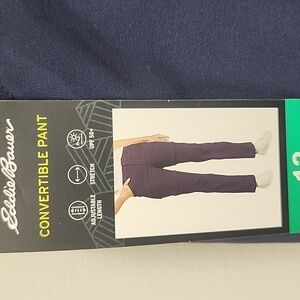 Eddie Bauer
CONVERTIBLE PANT
UPF 50+
STRETCH
ADJUSTABLE
LENGTH
12